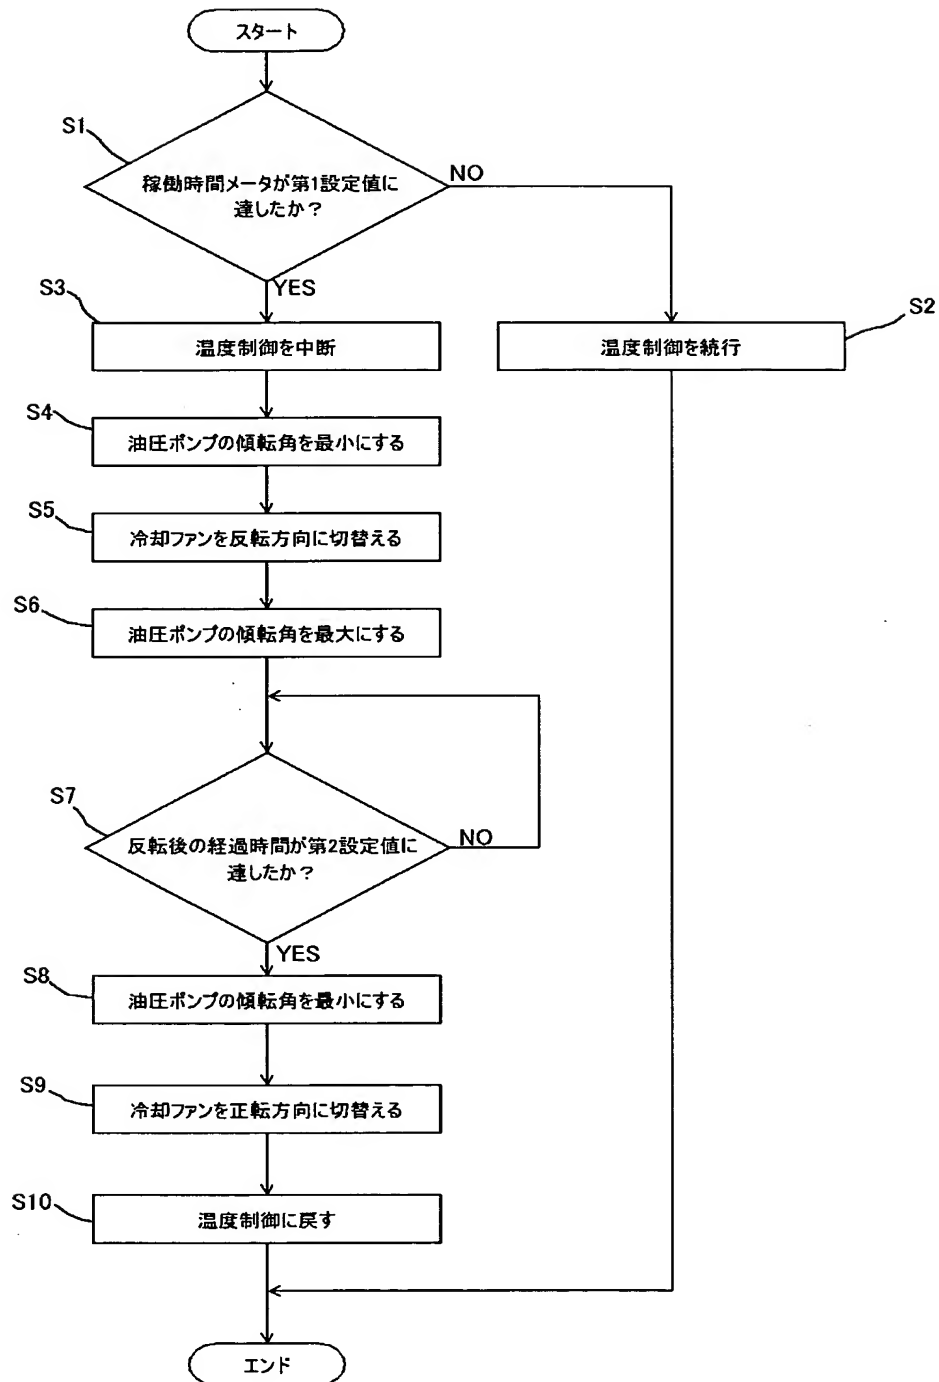 スタート
S1
稼働時間メータが第1設定値に
達したか？
NO
YES
S3
温度制御を中断
S2
温度制御を続行
S4
油圧ポンプの傾転角を最小にする
S5
冷却ファンを反転方向に切替える
S6
油圧ポンプの傾転角を最大にする
S7
反転後の経過時間が第2設定値に
達したか？
NO
YES
S8
油圧ポンプの傾転角を最小にする
S9
冷却ファンを正転方向に切替える
S10
温度制御に戻す
エンド